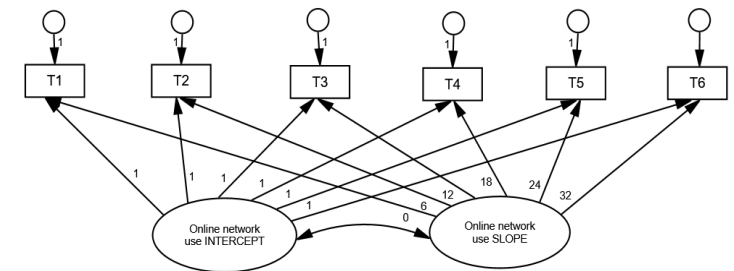 1 1 1 1 1
T1 T2 T3 T4 T5 T6
1 1 1 1 1 1 0 6 12 18 24 32
Online network
use INTERCEPT
Online network
use SLOPE